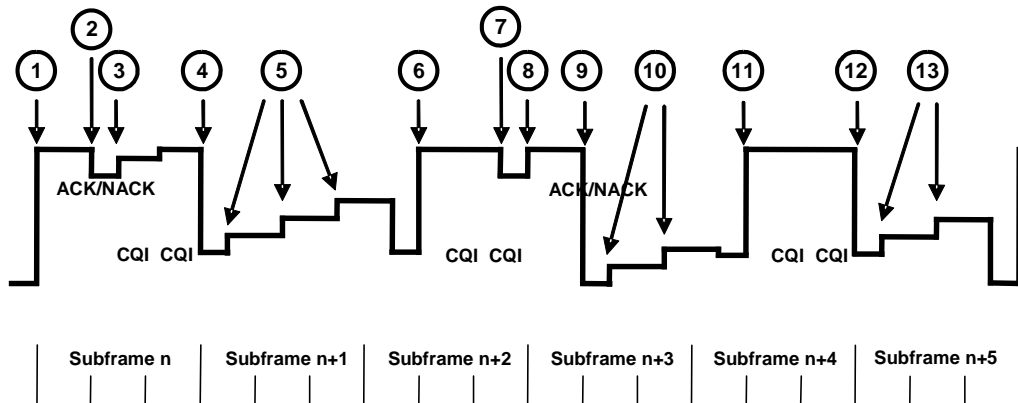 2 7
1 3 4 5 6 8 9 10 11 12 13
ACK/NACK ACK/NACK
CQI CQI CQI CQI CQI CQI
Subframe n Subframe n+1 Subframe n+2 Subframe n+3 Subframe n+4 Subframe n+5